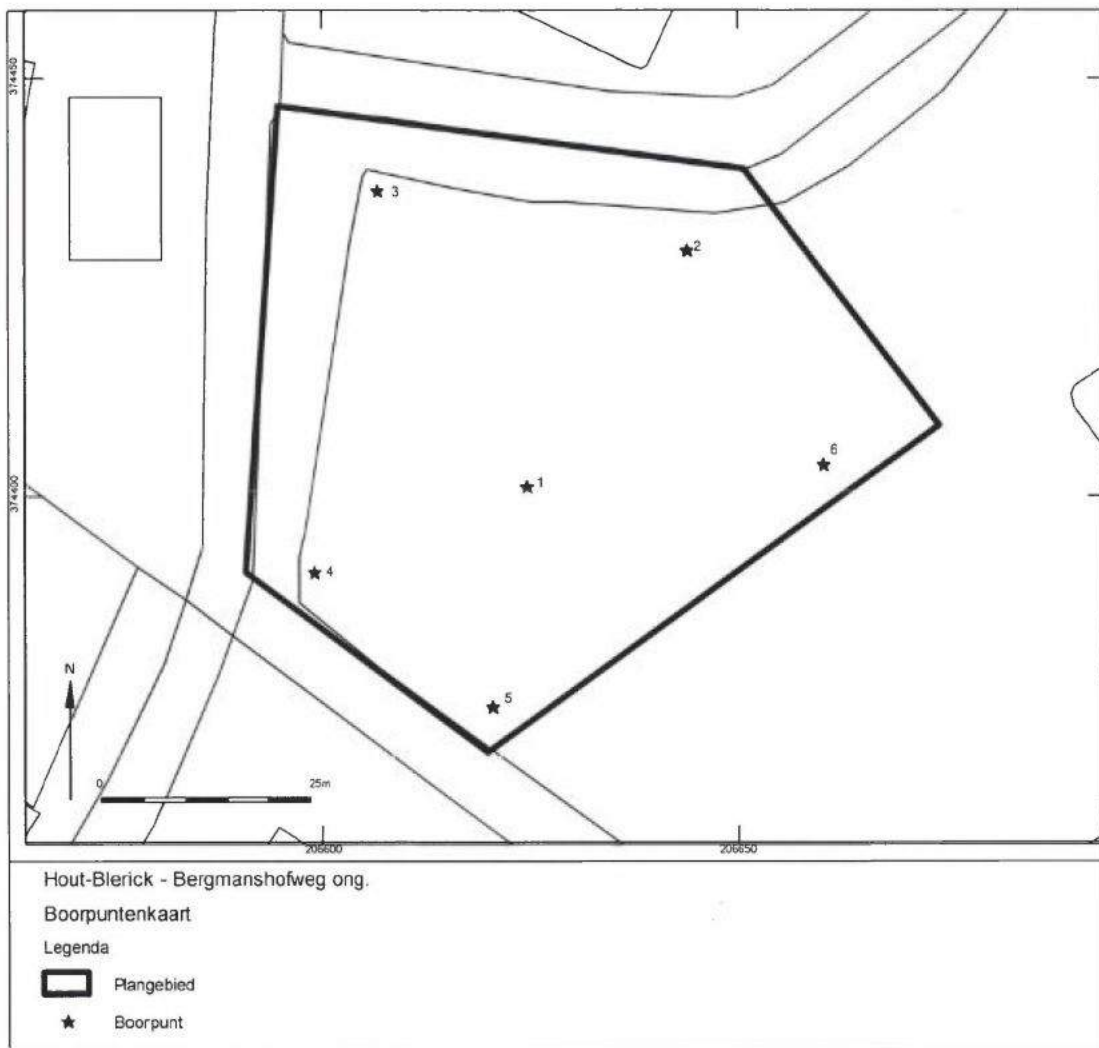 374450
3
2
6
374400
1
4
N
5
0 25m
206600 206650
Hout-Blerick - Bergmanshofweg ong.
Boorpuntenkaart
Legenda
Plangebied
Boorpunt